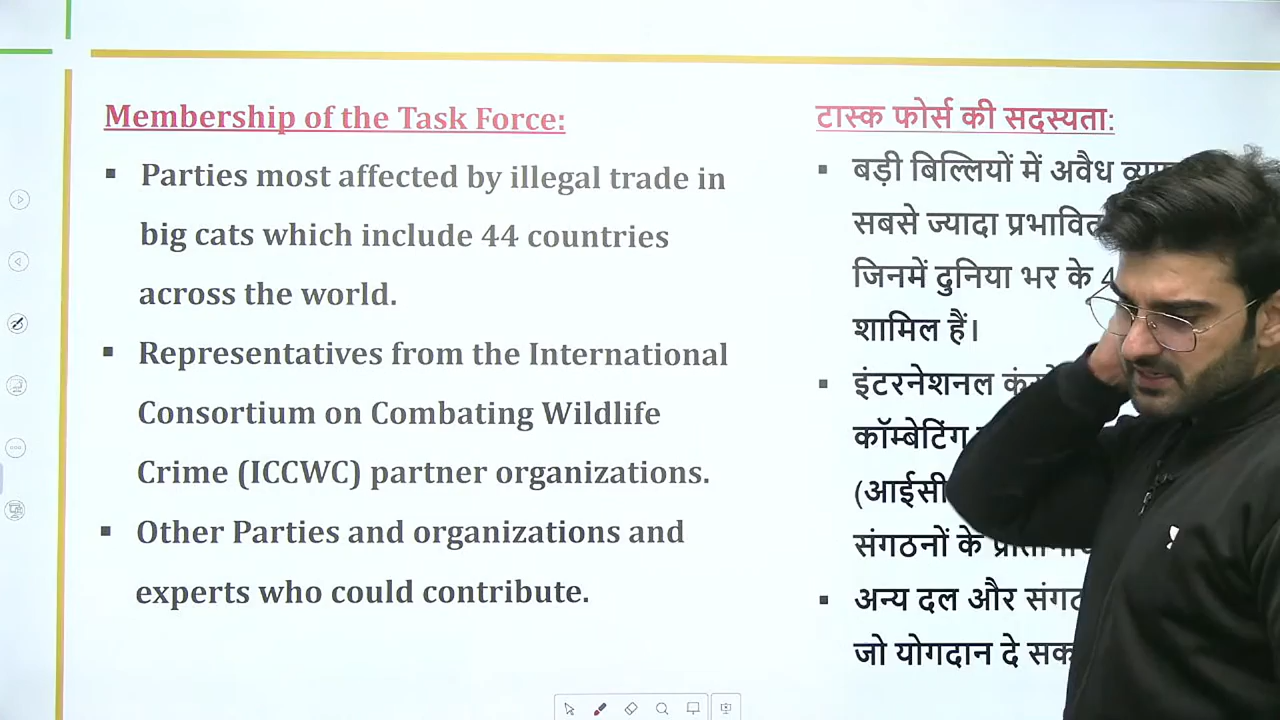 Membership of the Task Force:
▪ Parties most affected by illegal trade in
big cats which include 44 countries
across the world.
▪ Representatives from the International
Consortium on Combating Wildlife
Crime (ICCWC) partner organizations.
▪ Other Parties and organizations and
experts who could contribute.
टास्क फोर्स की सदस्यता:
▪ बड़ी बिल्लियों में अवैध
सबसे ज्यादा
जिनमें दुनिया भर के
शामिल हैं।
▪ इंटरनेशनल
कॉम्बेटिंग
संगठनों के
▪ अन्य दल और
जो योगदान दे